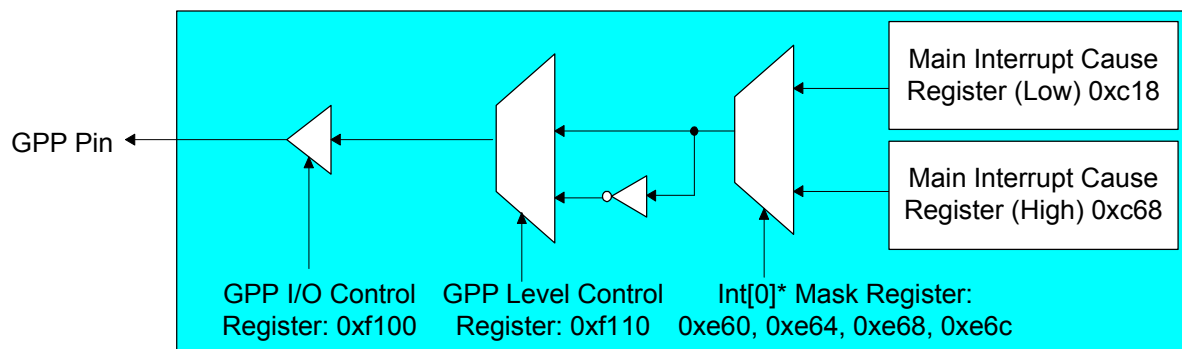 Main Interrupt Cause
Register (Low) 0xc18
GPP Pin
Main Interrupt Cause
Register (High) 0xc68
GPP I/O Control
Register: 0xf100
GPP Level Control
Register: 0xf110
Int[0]* Mask Register:
0xe60, 0xe64, 0xe68, 0xe6c